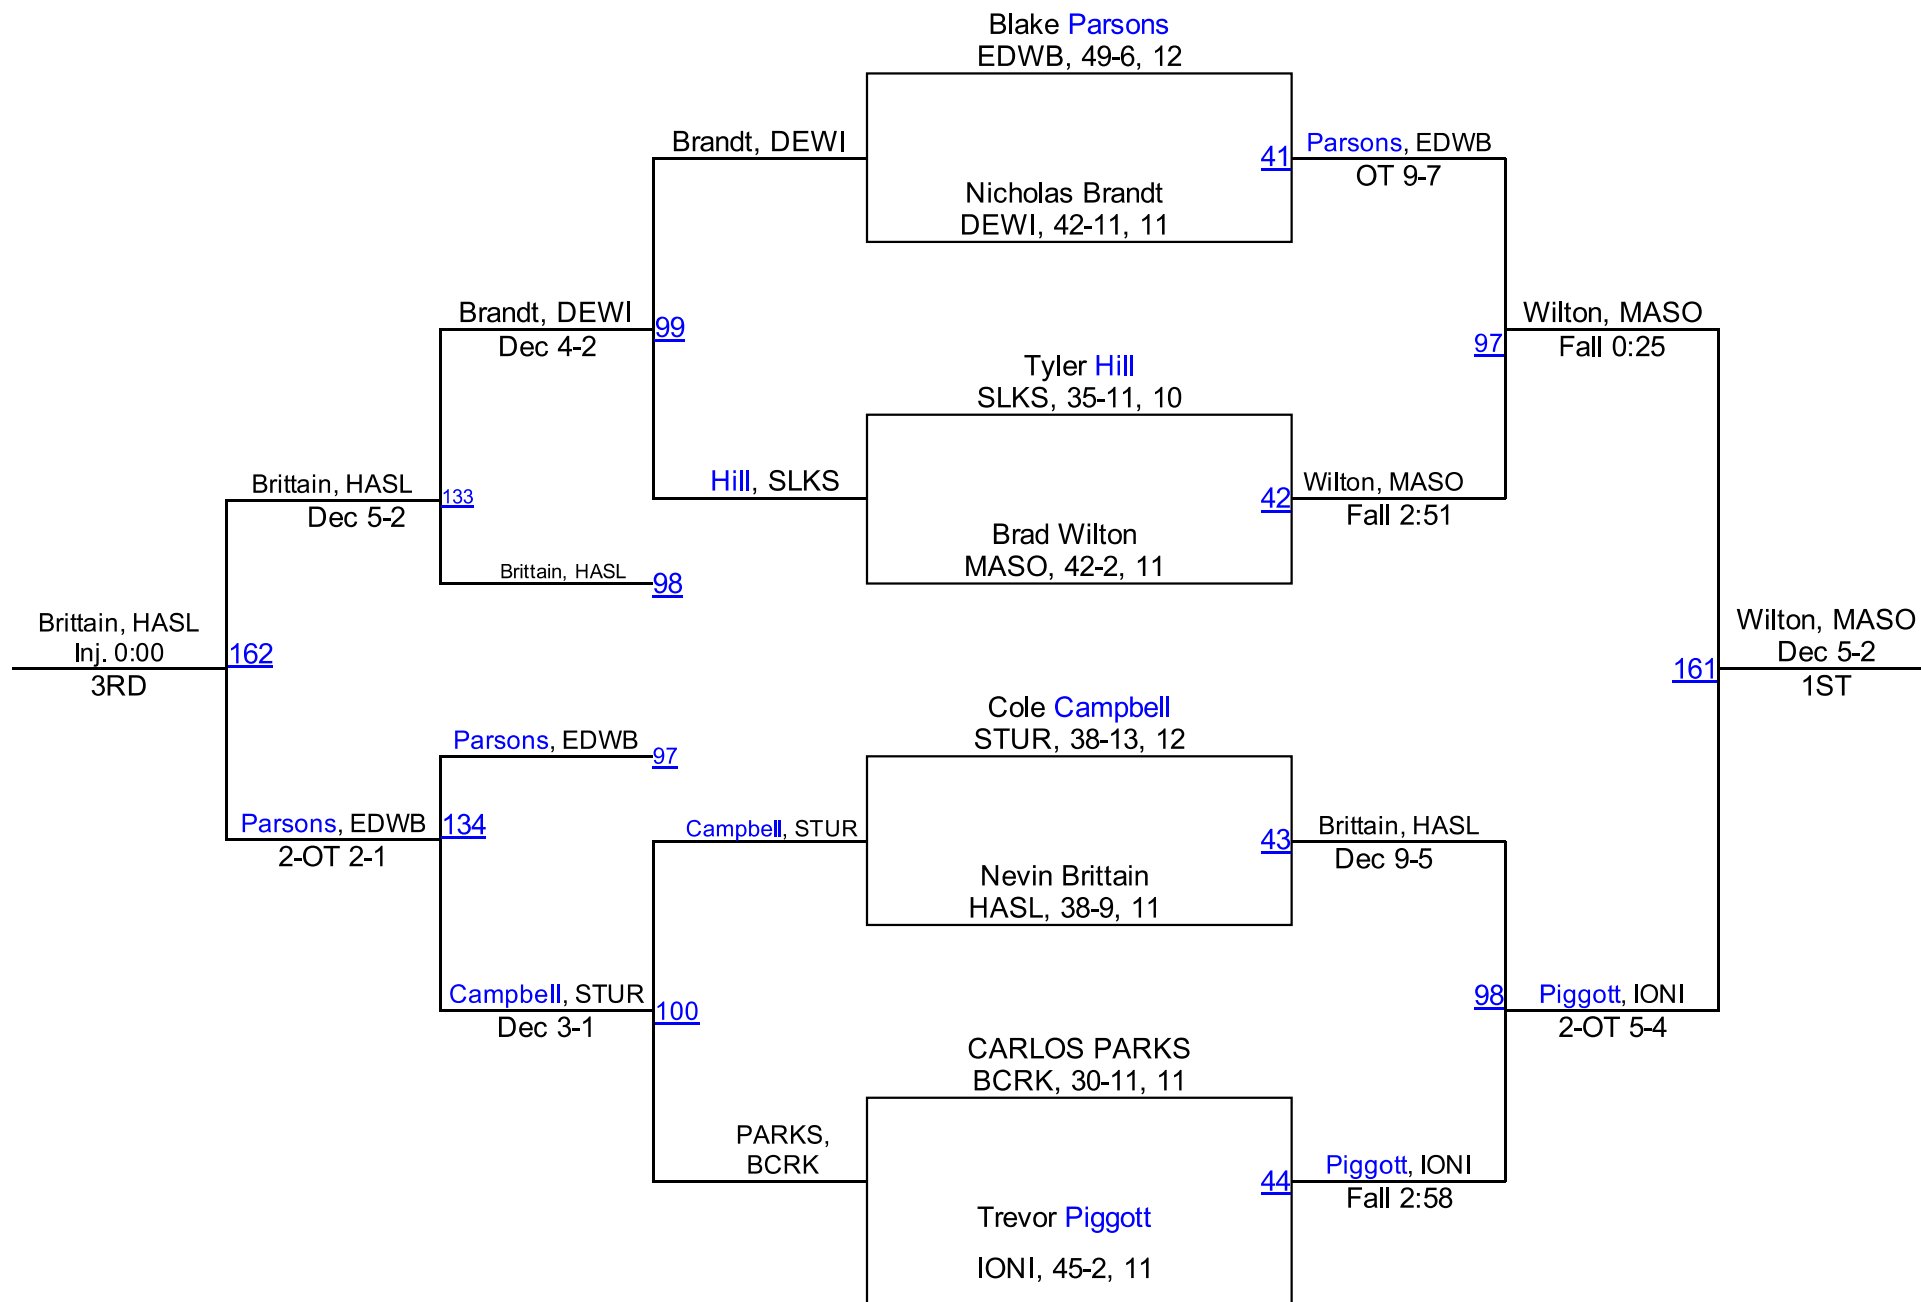 Blake Parsons
EDWB, 49-6, 12
Brandt, DEWI
41
Parsons, EDWB
OT 9-7
Nicholas Brandt
DEWI, 42-11, 11
Brandt, DEWI
Dec 4-2
99
Wilton, MASO
Fall 0:25
97
Tyler Hill
SLKS, 35-11, 10
Brittain, HASL
Dec 5-2
133
Hill, SLKS
42
Wilton, MASO
Fall 2:51
Brad Wilton
MASO, 42-2, 11
Brittain, HASL
98
Brittain, HASL
Inj. 0:00
3RD
162
161
Wilton, MASO
Dec 5-2
1ST
Cole Campbell
STUR, 38-13, 12
Parsons, EDWB
97
Parsons, EDWB
2-OT 2-1
134
Campbell, STUR
43
Brittain, HASL
Dec 9-5
Nevin Brittain
HASL, 38-9, 11
Campbell, STUR
Dec 3-1
100
98
Piggott, IONI
2-OT 5-4
CARLOS PARKS
BCRK, 30-11, 11
PARKS,
BCRK
44
Piggott, IONI
Fall 2:58
Trevor Piggott
IONI, 45-2, 11